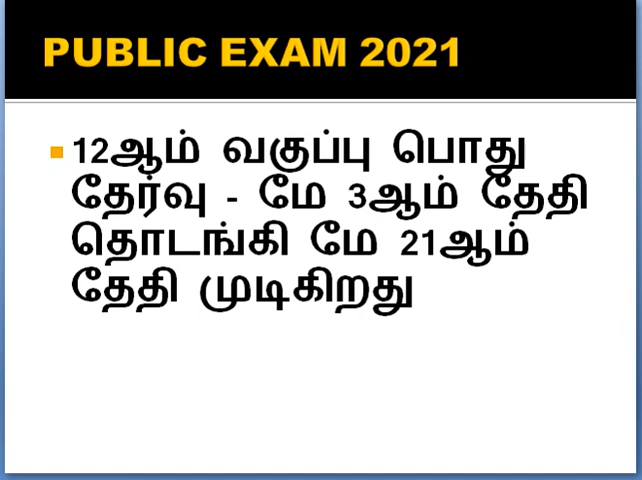 PUBLIC EXAM 2021
12ஆம் வகுப்பு பொது
தேர்வு - மே 3ஆம் தேதி
தொடங்கி மே 21ஆம்
தேதி முடிகிறது